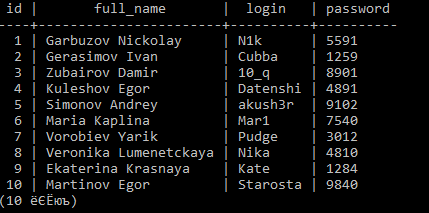 id | full_name | login | password
1 | Garbuzov Nickolay | N1k | 5591
2 | Gerasimov Ivan | Cubba | 1259
3 | Zubairov Damir | 10_q | 8901
4 | Kuleshov Egor | Datenshi | 4891
5 | Simonov Andrey | akush3r | 9102
6 | Maria Kaplina | Mar1 | 7540
7 | Vorobiev Yarik | Pudge | 3012
8 | Veronika Lumenetckaya | Nika | 4810
9 | Ekaterina Krasnaya | Kate | 1284
10 | Martinov Egor | Starosta | 9840
(10 ёЄЁюъ)